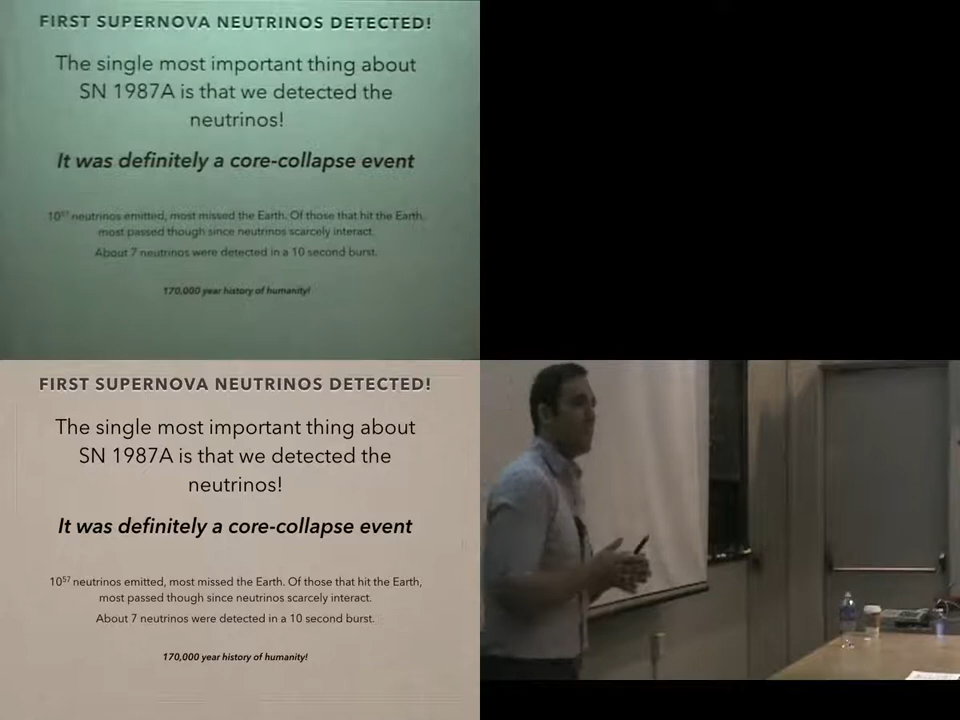 FIRST SUPERNOVA NEUTRINOS DETECTED!
The single most important thing about
SN 1987A is that we detected the
neutrinos!
It was definitely a core-collapse event
10⁵⁷ neutrinos emitted, most missed the Earth. Of those that hit the Earth,
most passed though since neutrinos scarcely interact.
About 7 neutrinos were detected in a 10 second burst.
170,000 year history of humanity!
FIRST SUPERNOVA NEUTRINOS DETECTED!
The single most important thing about
SN 1987A is that we detected the
neutrinos!
It was definitely a core-collapse event
10⁵⁷ neutrinos emitted, most missed the Earth. Of those that hit the Earth,
most passed though since neutrinos scarcely interact.
About 7 neutrinos were detected in a 10 second burst.
170,000 year history of humanity!